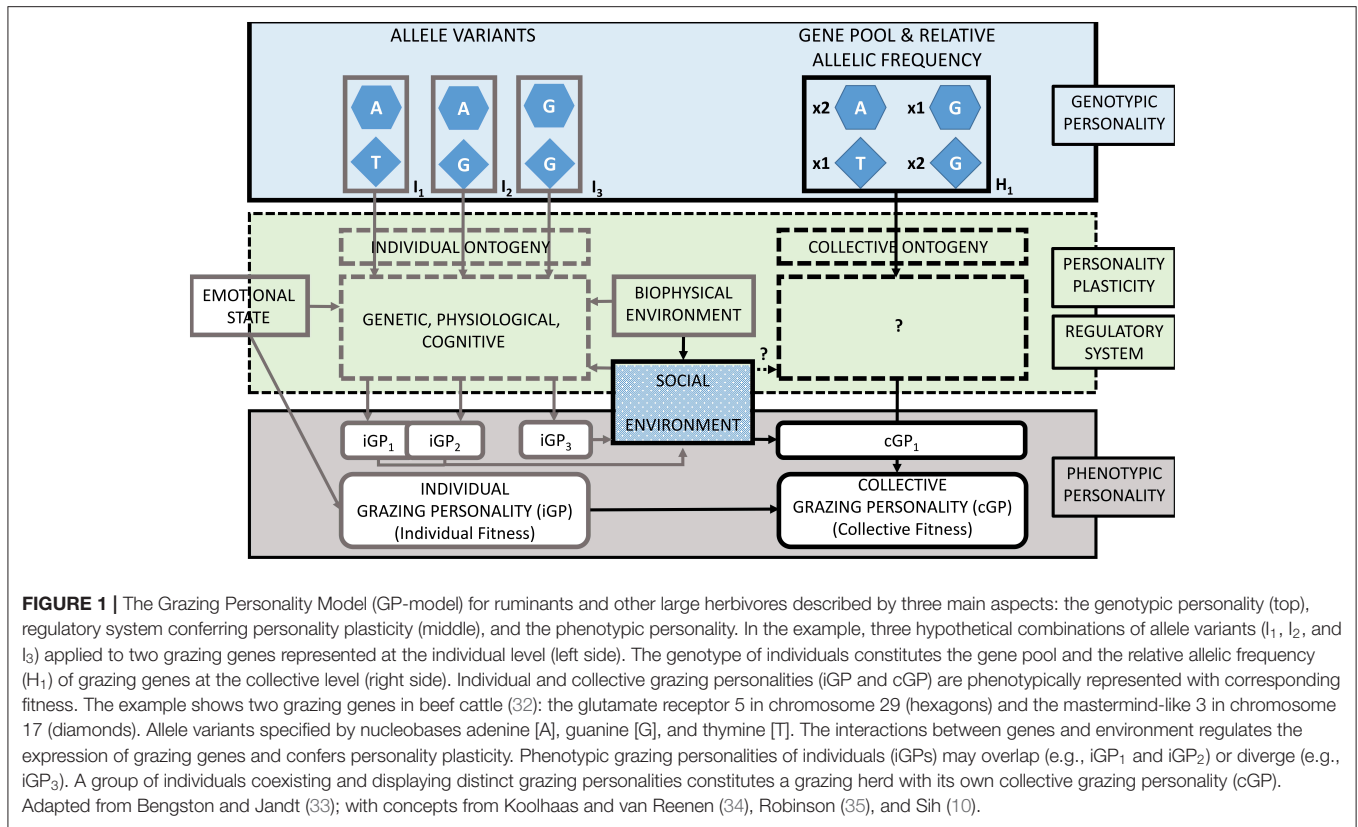 ALLELE VARIANTS
GENE POOL & RELATIVE
ALLELIC FREQUENCY
A
A
G
x2
A
x1
G
T
G
G
x1
T
x2
G
I1
I2
I3
H1
GENOTYPIC
PERSONALITY
INDIVIDUAL ONTOGENY
COLLECTIVE ONTOGENY
PERSONALITY
PLASTICITY
EMOTIONAL
STATE
GENETIC, PHYSIOLOGICAL,
COGNITIVE
BIOPHYSICAL
ENVIRONMENT
?
REGULATORY
SYSTEM
?
SOCIAL
ENVIRONMENT
iGP1
iGP2
iGP3
cGP1
INDIVIDUAL
GRAZING PERSONALITY (iGP)
(Individual Fitness)
COLLECTIVE
GRAZING PERSONALITY (cGP)
(Collective Fitness)
PHENOTYPIC
PERSONALITY
FIGURE 1 | The Grazing Personality Model (GP-model) for ruminants and other large herbivores described by three main aspects: the genotypic personality (top),
regulatory system conferring personality plasticity (middle), and the phenotypic personality. In the example, three hypothetical combinations of allele variants (I1, I2, and
I3) applied to two grazing genes represented at the individual level (left side). The genotype of individuals constitutes the gene pool and the relative allelic frequency
(H1) of grazing genes at the collective level (right side). Individual and collective grazing personalities (iGP and cGP) are phenotypically represented with corresponding
fitness. The example shows two grazing genes in beef cattle (32): the glutamate receptor 5 in chromosome 29 (hexagons) and the mastermind-like 3 in chromosome
17 (diamonds). Allele variants specified by nucleobases adenine [A], guanine [G], and thymine [T]. The interactions between genes and environment regulates the
expression of grazing genes and confers personality plasticity. Phenotypic grazing personalities of individuals (iGPs) may overlap (e.g., iGP1 and iGP2) or diverge (e.g.,
iGP3). A group of individuals coexisting and displaying distinct grazing personalities constitutes a grazing herd with its own collective grazing personality (cGP).
Adapted from Bengston and Jandt (33); with concepts from Koolhaas and van Reenen (34), Robinson (35), and Sih (10).